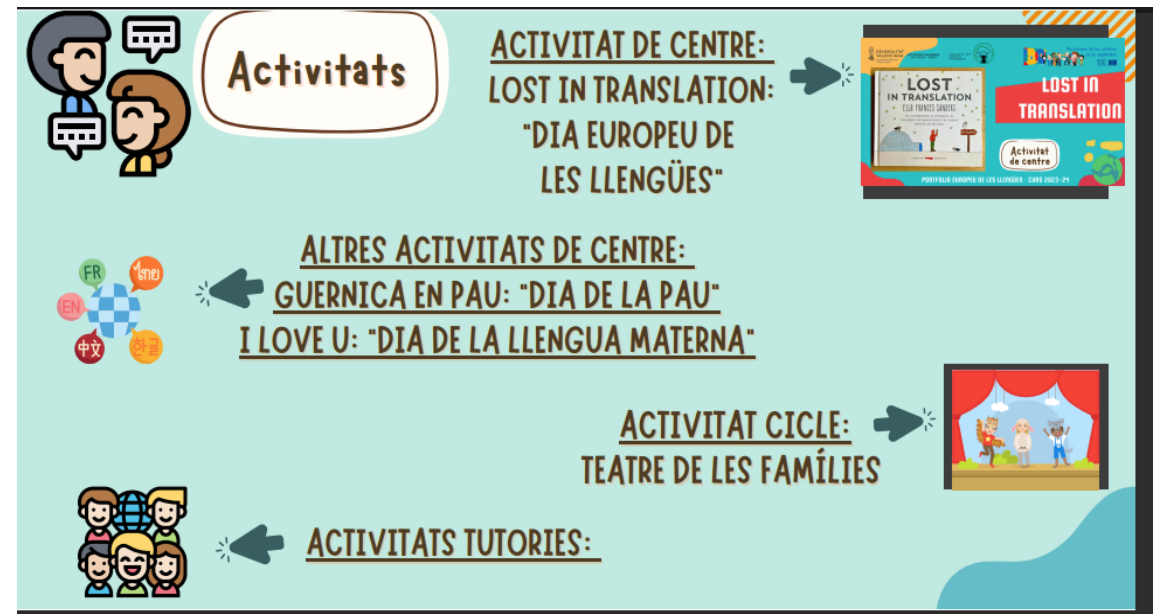 Activitats
ACTIVITAT DE CENTRE:
LOST IN TRANSLATION:
"DIA EUROPEU DE
LES LLENGÜES"
GENERALITAT
VALENCIANA
LOST
IN TRANSLATION
ELLA FRANCES SANDERS
LOST IN
TRANSLATION
Activitat
de centre
PORTFOLIO EUROPEU DE LES LLENGÜES - CURS 2023-24
ALTRES ACTIVITATS DE CENTRE:
GUERNICA EN PAU: "DIA DE LA PAU"
I LOVE U: "DIA DE LA LLENGUA MATERNA"
FR
ไทย
EN
中文
한글
ACTIVITAT CICLE:
TEATRE DE LES FAMÍLIES
ACTIVITATS TUTORIES: